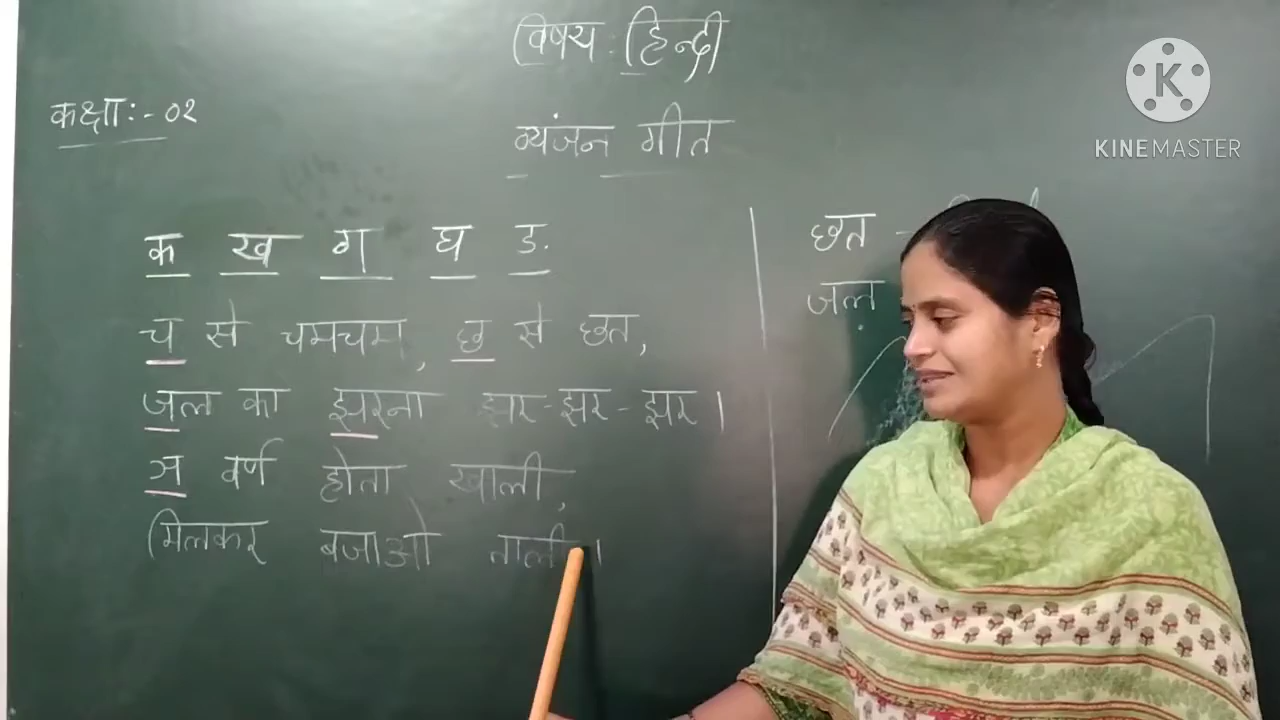 विषय : हिन्दी
कक्षा:- 02
व्यंजन गीत
क ख ग घ ङ
च से चमचम, छ से छत,
जल का झरना झर-झर-झर।
ञ वर्ण होता खाली,
मिलकर बजाओ ताली।
छत -
जल
K
KINEMASTER